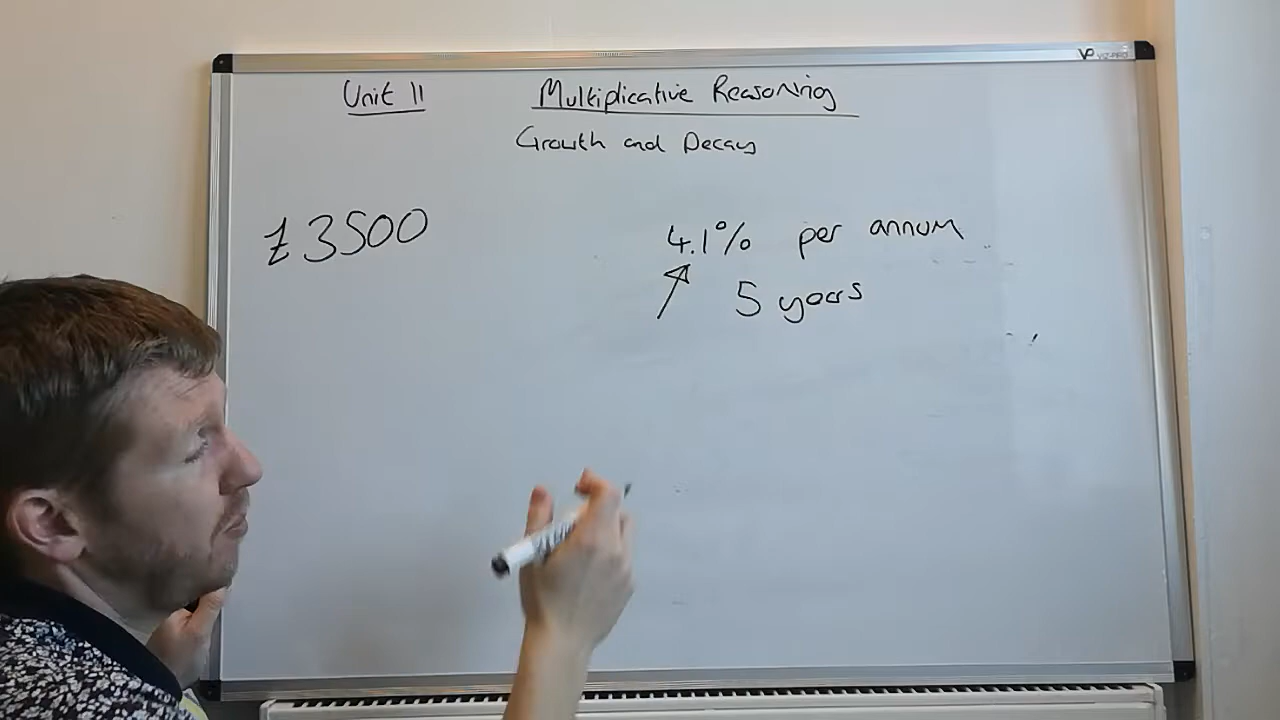 Unit 11
Multiplicative Reasoning
Growth and Decay
£3500
4.1% per annum
5 years